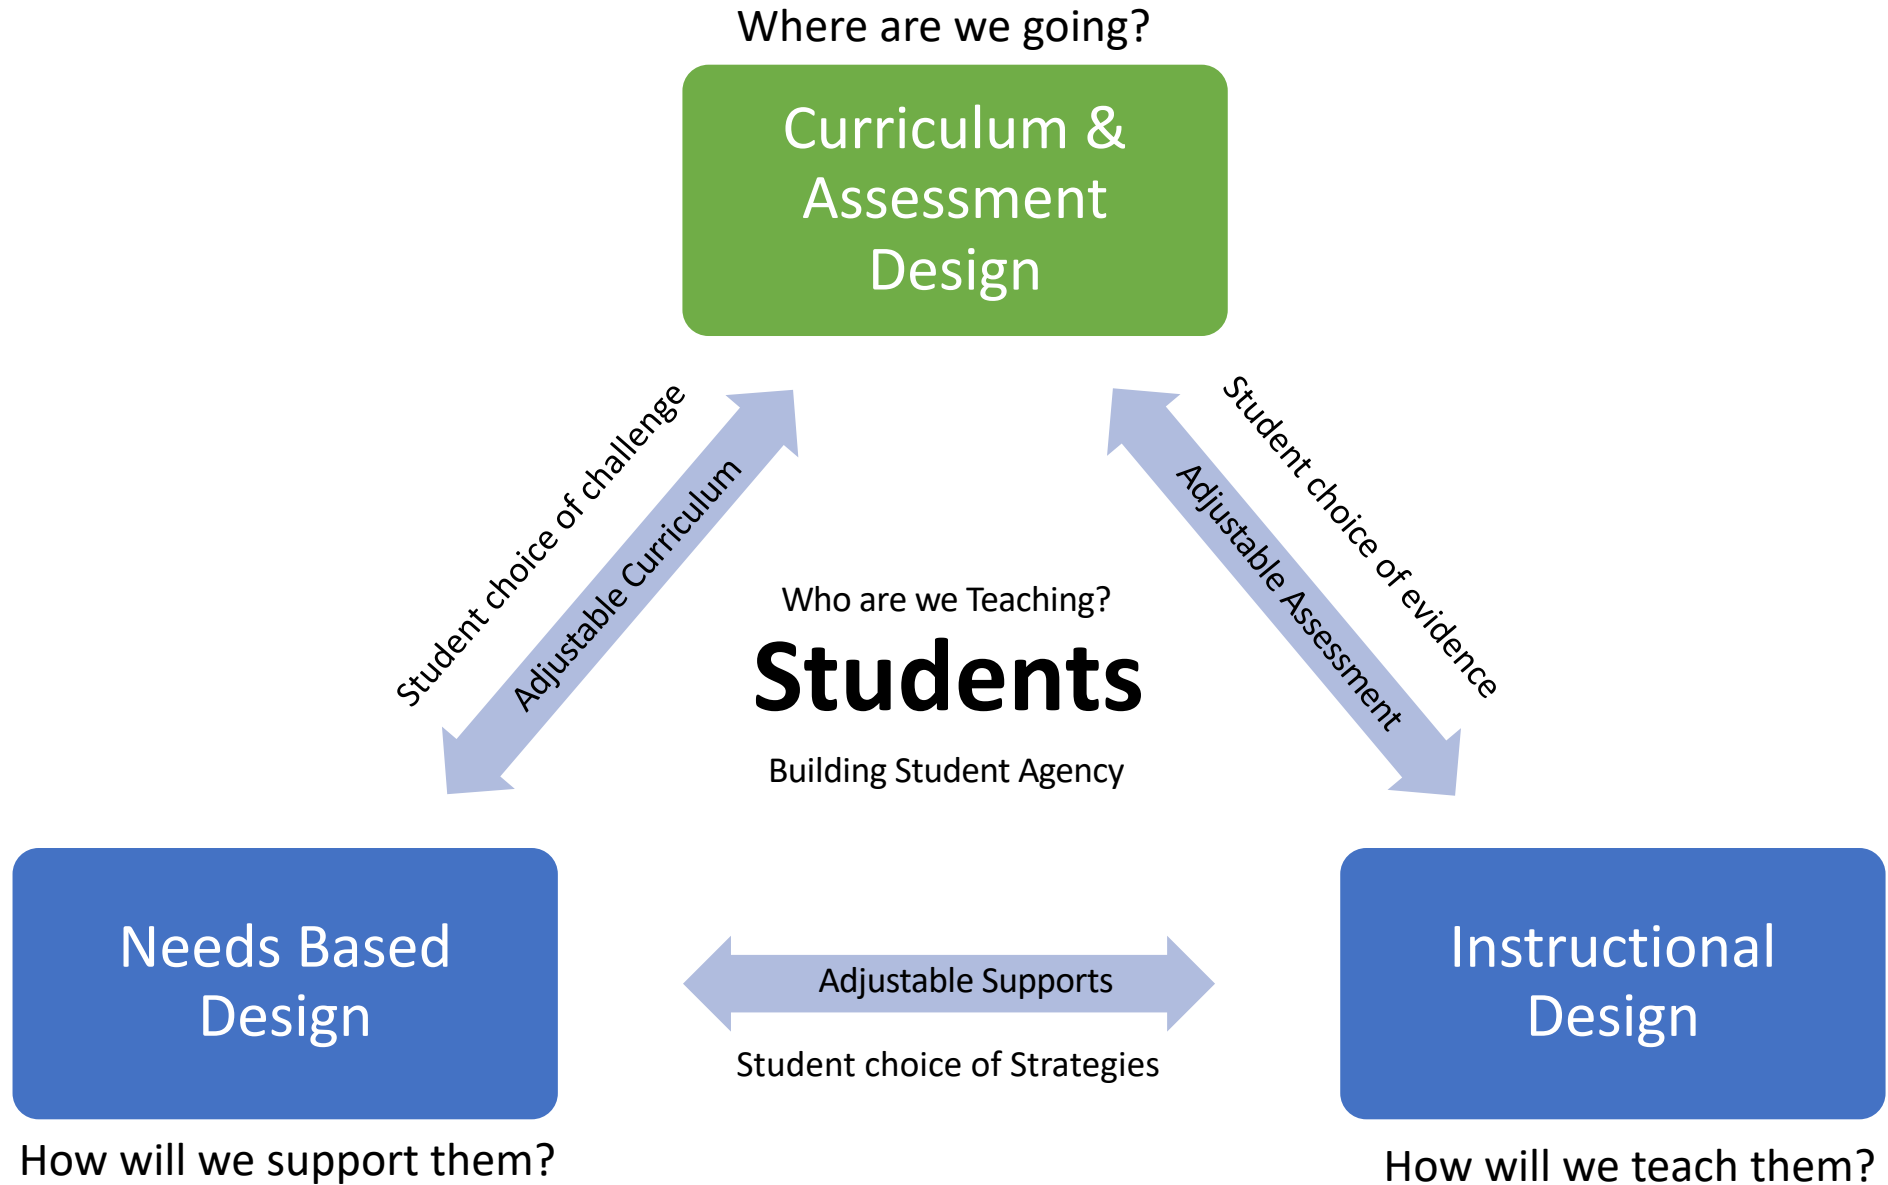 Where are we going?
Curriculum &
Assessment
Design
Student choice of challenge
Adjustable Curriculum
Student choice of evidence
Adjustable Assessment
Who are we Teaching?
Students
Building Student Agency
Needs Based
Design
Adjustable Supports
Student choice of Strategies
Instructional
Design
How will we support them?
How will we teach them?